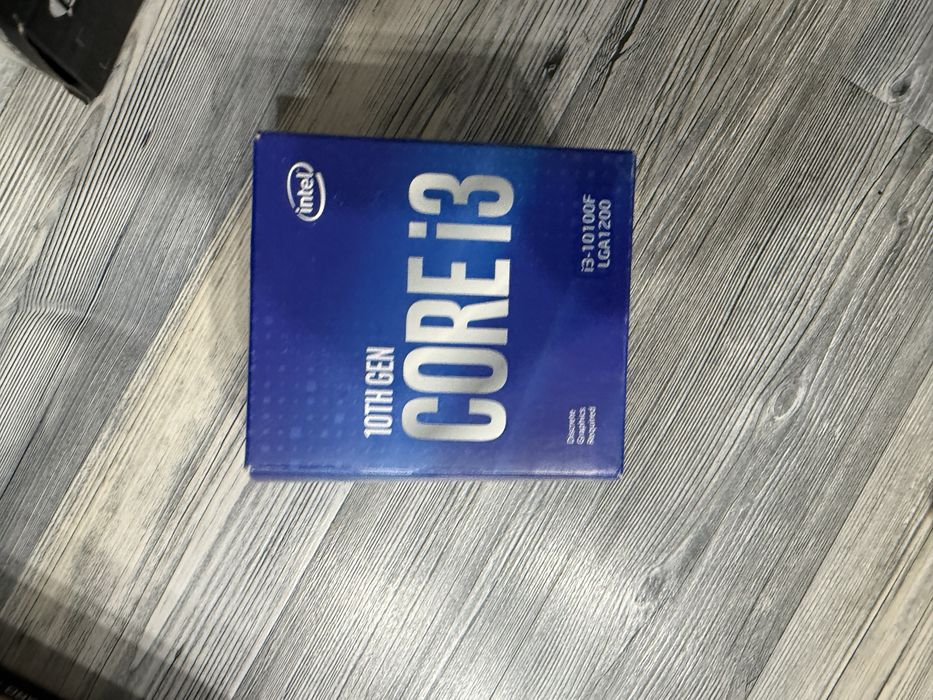 intel
10TH GEN
CORE i3
Discrete
Graphics
Required
i3-10100F
LGA1200